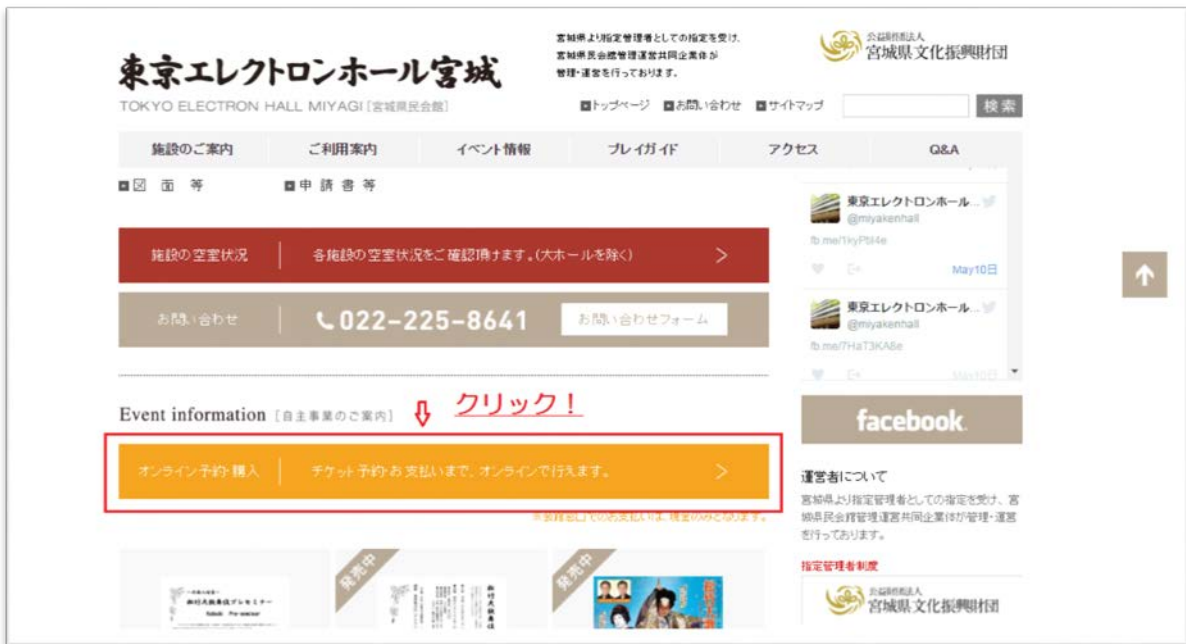 宮城県より指定管理者としての指定を受け、
宮城県民会館管理運営共同企業体が
管理・運営を行っております。
公益財団法人
宮城県文化振興財団
東京エレクトロンホール宮城
TOKYO ELECTRON HALL MIYAGI [宮城県民会館]
トップページ お問い合わせ サイトマップ 検索
施設のご案内 ご利用案内 イベント情報 プレイガイド アクセス Q&A
図 面 等 申 請 書 等
施設の空室状況 各施設の空室状況をご確認頂けます。(大ホールを除く)
お問い合わせ 022-225-8641 お問い合わせフォーム
Event information [自主事業のご案内]
クリック！
オンライン予約・購入 チケット予約・お支払いまで、オンラインで行えます。
※会館窓口でのお支払いは、現金のみとなります。
発売中
発売中
松竹大歌舞伎プレセミナー
Kabuki Pre-seminar
東京エレクトロンホール...
@miyakenhall
May10日
東京エレクトロンホール...
@miyakenhall
fb.me/7HaT3KA8e
May10日
facebook
運営者について
宮城県より指定管理者としての指定を受け、宮
城県民会館管理運営共同企業体が管理・運営
を行っております。
指定管理者制度
公益財団法人
宮城県文化振興財団